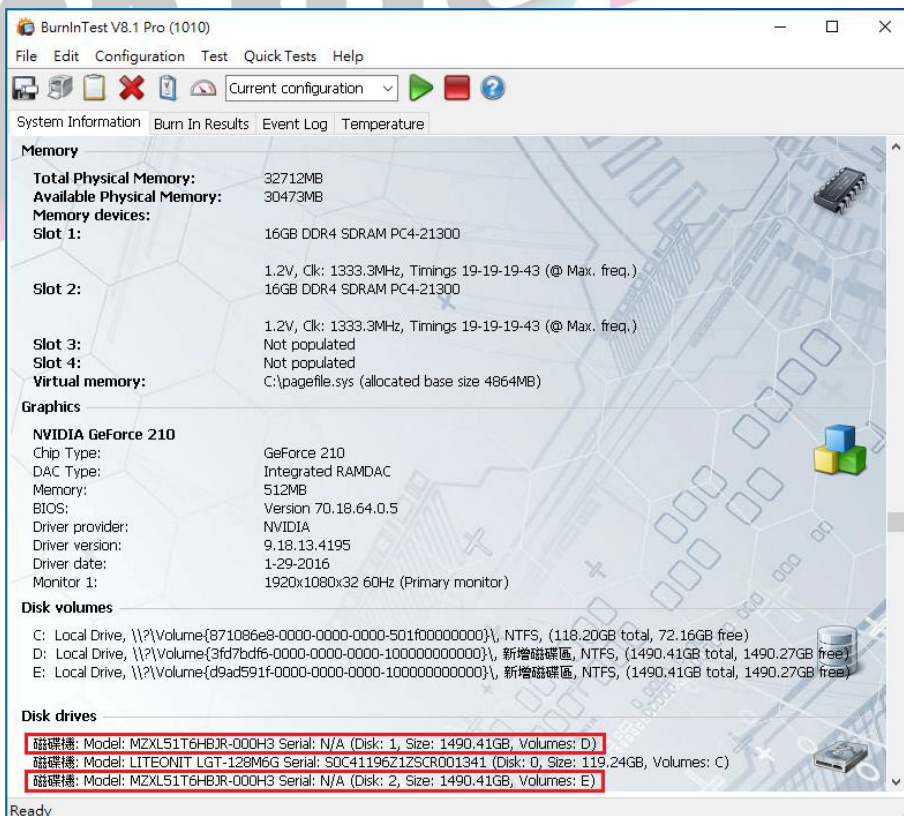 BurnInTest V8.1 Pro (1010)
File Edit Configuration Test Quick Tests Help
Current configuration
System Information Burn In Results Event Log Temperature
Memory
Total Physical Memory: 32712MB
Available Physical Memory: 30473MB
Memory devices:
Slot 1: 16GB DDR4 SDRAM PC4-21300
1.2V, Clk: 1333.3MHz, Timings 19-19-19-43 (@ Max. freq.)
Slot 2: 16GB DDR4 SDRAM PC4-21300
1.2V, Clk: 1333.3MHz, Timings 19-19-19-43 (@ Max. freq.)
Slot 3: Not populated
Slot 4: Not populated
Virtual memory: C:\pagefile.sys (allocated base size 4864MB)
Graphics
NVIDIA GeForce 210
Chip Type: GeForce 210
DAC Type: Integrated RAMDAC
Memory: 512MB
BIOS: Version 70.18.64.0.5
Driver provider: NVIDIA
Driver version: 9.18.13.4195
Driver date: 1-29-2016
Monitor 1: 1920x1080x32 60Hz (Primary monitor)
Disk volumes
C: Local Drive, \\?\Volume{871086e8-0000-0000-0000-501f00000000}\, NTFS, (118.20GB total, 72.16GB free)
D: Local Drive, \\?\Volume{3fd7bdf6-0000-0000-0000-100000000000}\, 新增磁碟區, NTFS, (1490.41GB total, 1490.27GB free)
E: Local Drive, \\?\Volume{d9ad591f-0000-0000-0000-100000000000}\, 新增磁碟區, NTFS, (1490.41GB total, 1490.27GB free)
Disk drives
磁碟機: Model: MZXL51T6HBJR-000H3 Serial: N/A (Disk: 1, Size: 1490.41GB, Volumes: D)
磁碟機: Model: LITEONIT LGT-128M6G Serial: S0C41196Z1ZSCR001341 (Disk: 0, Size: 119.24GB, Volumes: C)
磁碟機: Model: MZXL51T6HBJR-000H3 Serial: N/A (Disk: 2, Size: 1490.41GB, Volumes: E)
Ready